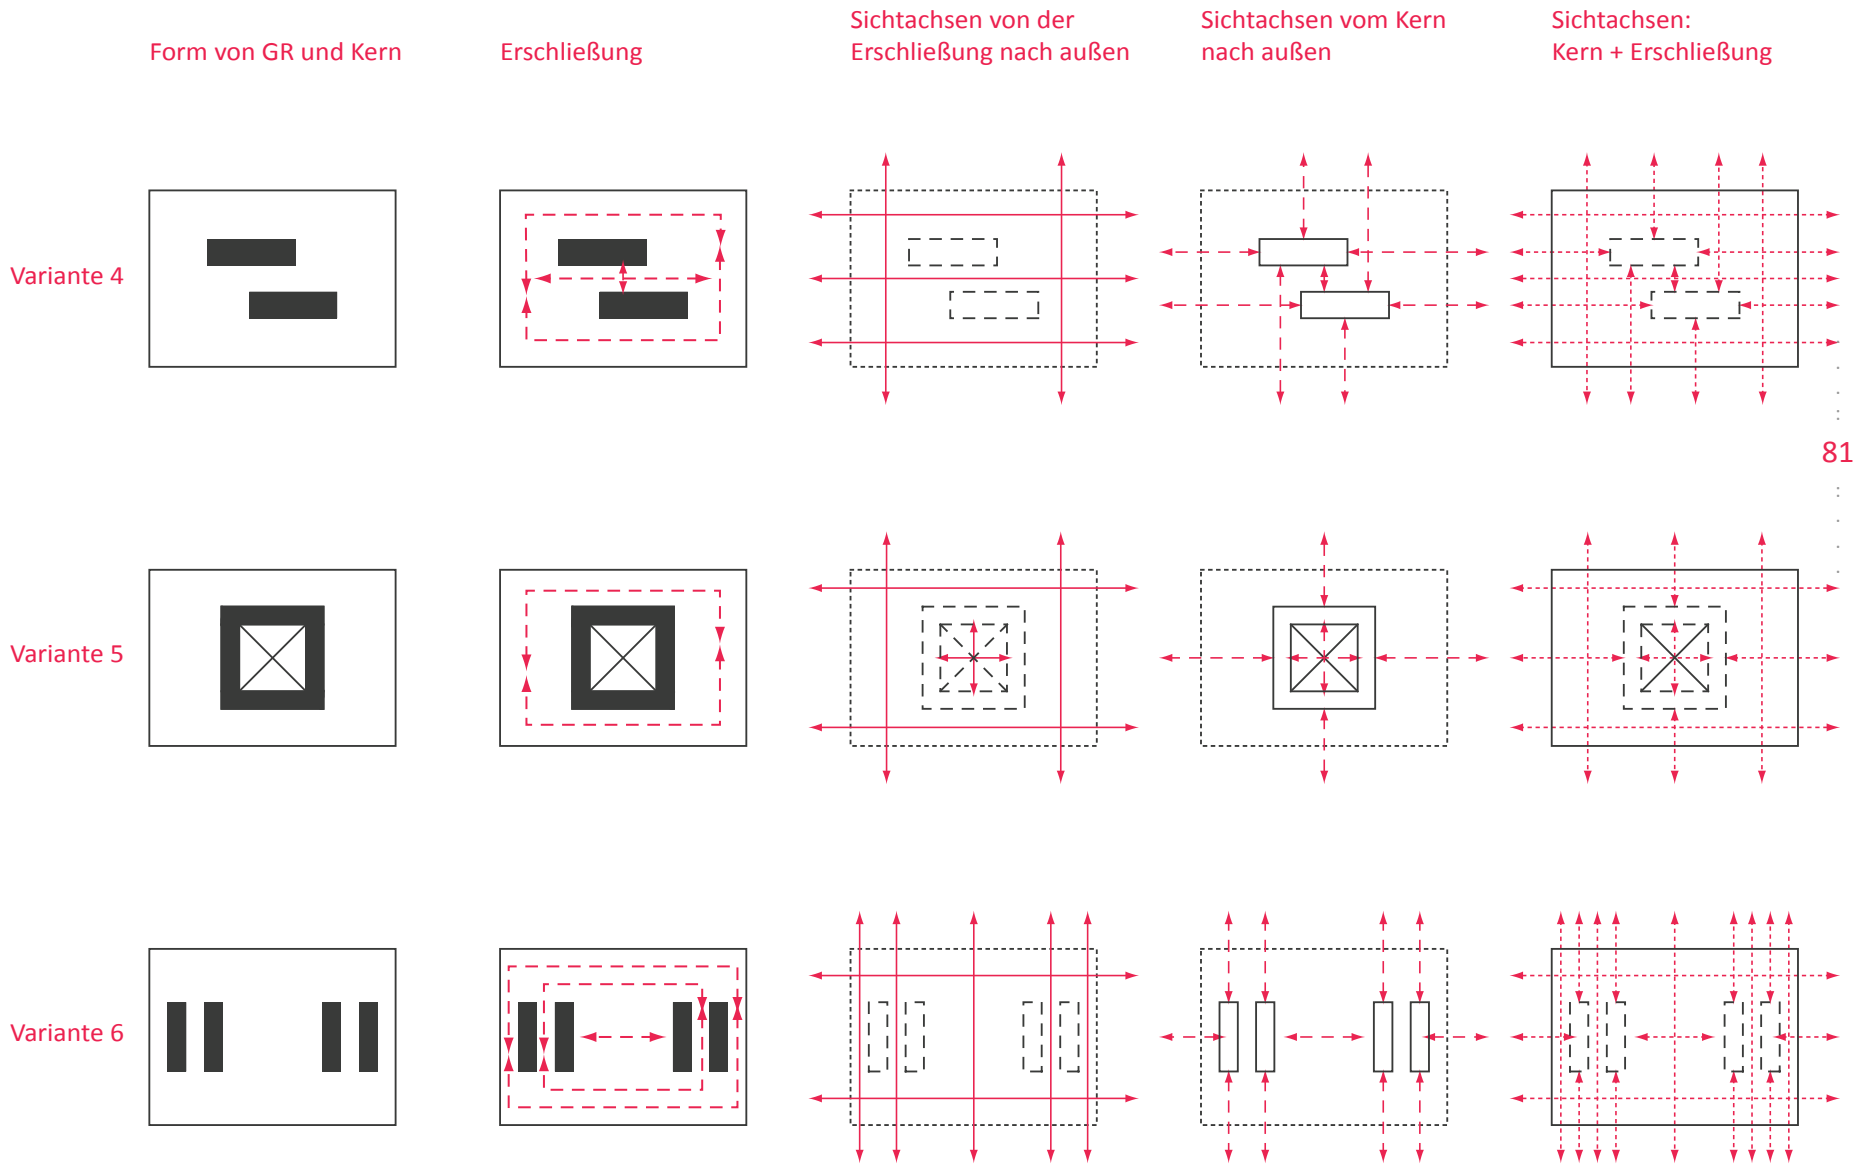 Form von GR und Kern
Erschließung
Sichtachsen von der
Erschließung nach außen
Sichtachsen vom Kern
nach außen
Sichtachsen:
Kern + Erschließung
Variante 4
81
Variante 5
Variante 6